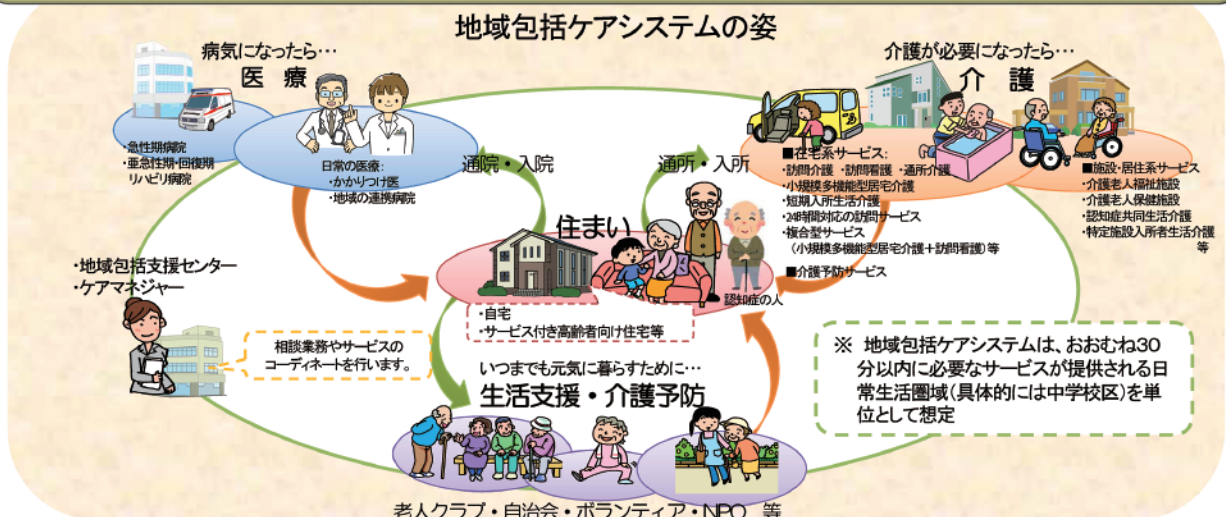 地域包括ケアシステムの姿
病気になったら…
医 療
・急性期病院
・亜急性期・回復期
リハビリ病院
日常の医療:
・かかりつけ医
・地域の連携病院
通院・入院
通所・入所
介護が必要になったら…
介 護
■在宅系サービス:
・訪問介護 ・訪問看護 ・通所介護
・小規模多機能型居宅介護
・短期入所生活介護
・24時間対応の訪問サービス
・複合型サービス
(小規模多機能型居宅介護+訪問看護)等
■介護予防サービス
■施設・居住系サービス
・介護老人福祉施設
・介護老人保健施設
・認知症共同生活介護
・特定施設入所者生活介護
等
住まい
認知症の人
・自宅
・サービス付き高齢者向け住宅等
・地域包括支援センター
・ケアマネジャー
相談業務やサービスの
コーディネートを行います。
いつまでも元気に暮らすために…
生活支援・介護予防
老人クラブ・自治会・ボランティア・NPO 等
※ 地域包括ケアシステムは、おおむね30
分以内に必要なサービスが提供される日
常生活圏域(具体的には中学校区)を単
位として想定